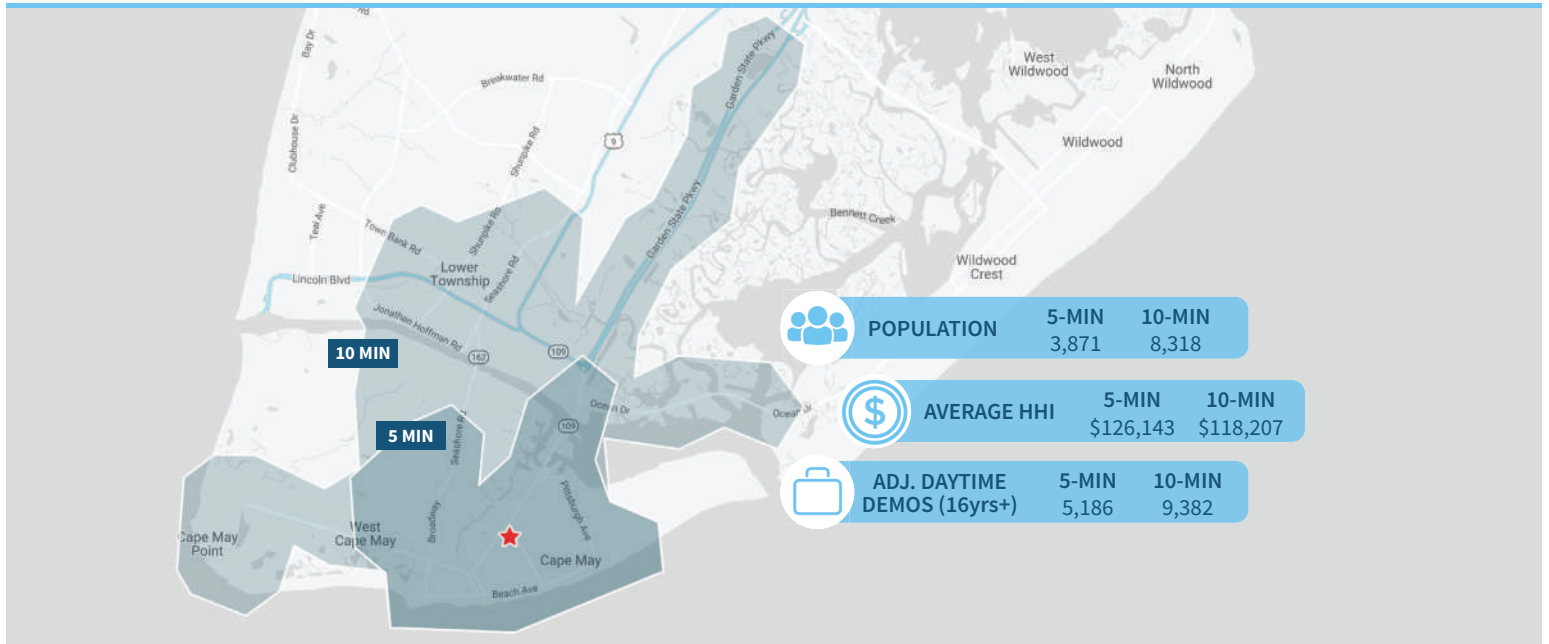 Rd
Bay Dr
Breakwater Rd
Clubhouse Dr
Shunpike Rd
9
Garden State Pkwy
West
Wildwood
North
Wildwood
Wildwood
Teal Ave
Town Bank Rd
Shunpike Rd
Garden State Pkwy
Bennett Creek
Lower
Township
Seashore Rd
Lincoln Blvd
Wildwood
Crest
Jonathan Hoffman Rd
162
109
10 MIN
POPULATION
5-MIN
10-MIN
3,871
8,318
Ocean Dr
Ocean Dr
109
5 MIN
Seashore Rd
AVERAGE HHI
5-MIN
10-MIN
$126,143
$118,207
$
ADJ. DAYTIME
DEMOS (16yrs+)
5-MIN
10-MIN
5,186
9,382
Pittsburgh Ave
Broadway
West
Cape May
Cape May
Point
Cape May
Beach Ave